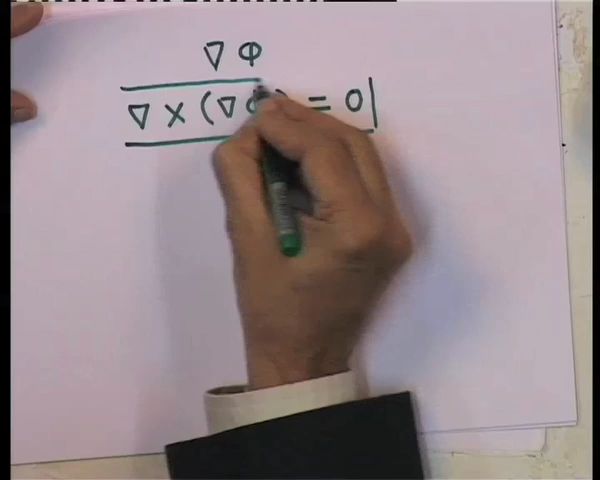 ∇ Φ
∇ × (∇ Φ) = 0